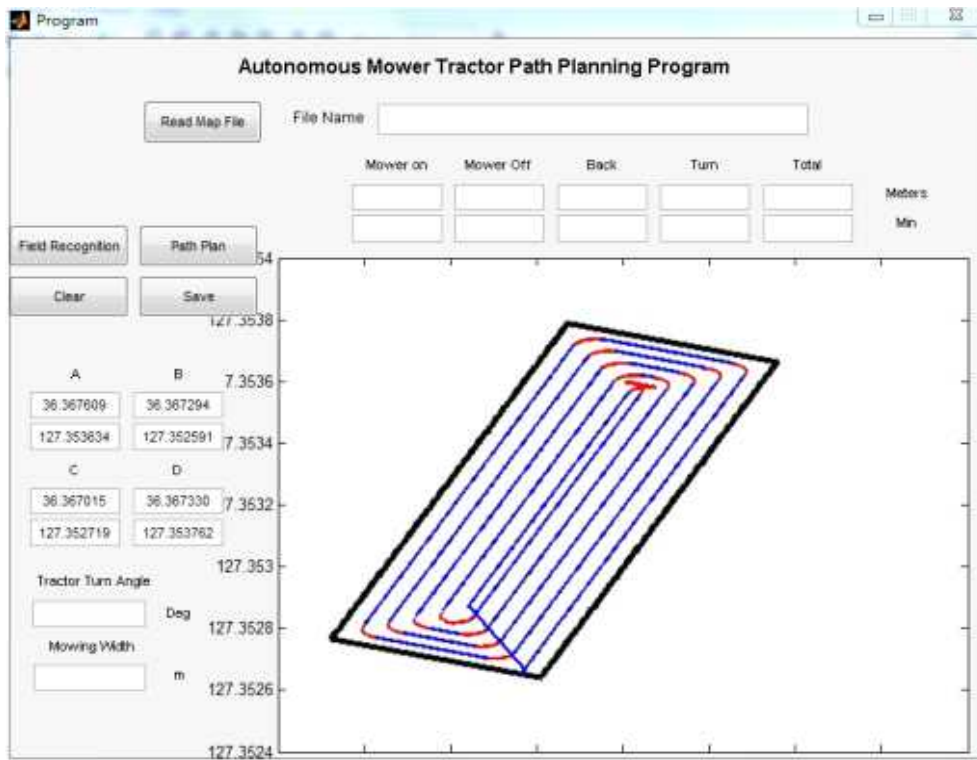 Program
Autonomous Mower Tractor Path Planning Program
Read Map File
File Name
Mower on Mower Off Back Turn Total
Meters
Min
Field Recognition Path Plan
Clear Save
54
127.3538
7.3536
7.3534
7.3532
127.353
127.3528
127.3526
127.3524
A B
36.367609 36.367294
127.353634 127.352591
C D
36.367015 36.367330
127.352719 127.353762
Tractor Turn Angle
Deg
Mowing Width
m